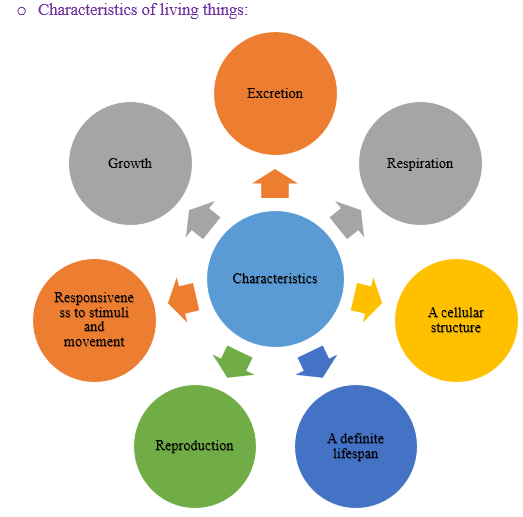 o Characteristics of living things:
Excretion
Growth
Respiration
Characteristics
Responsivene
ss to stimuli
and
movement
A cellular
structure
Reproduction
A definite
lifespan